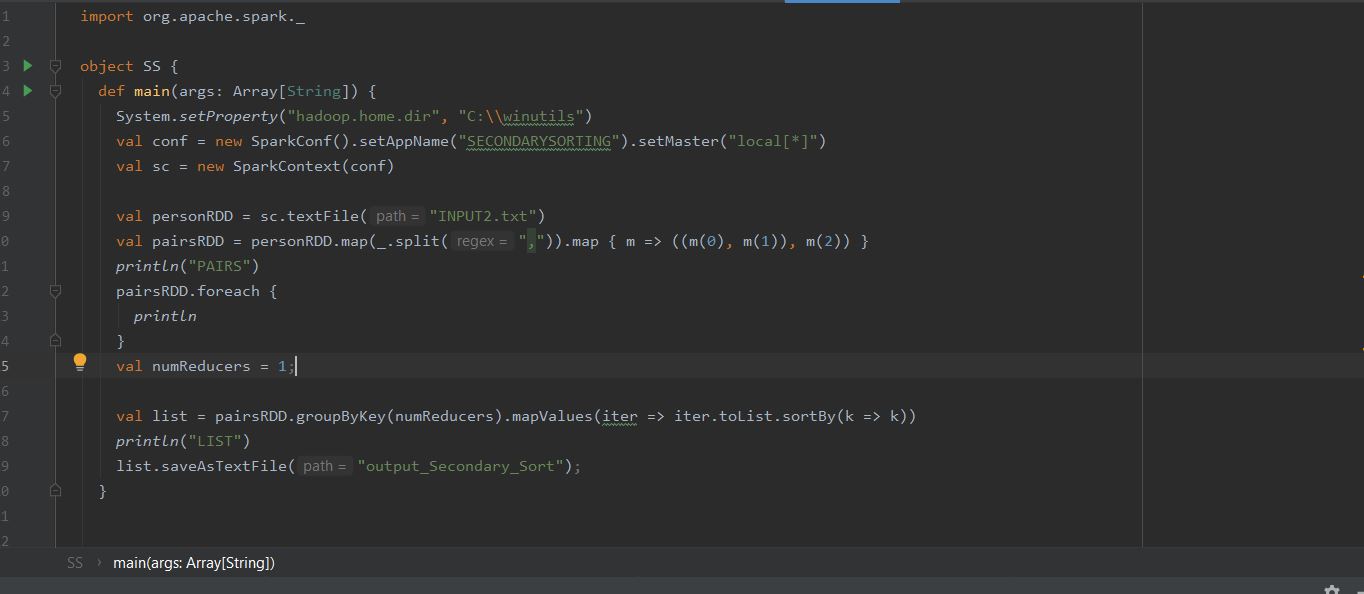 1 import org.apache.spark._
2
3 object SS {
4 def main(args: Array[String]) {
5 System.setProperty("hadoop.home.dir", "C:\\winutils")
6 val conf = new SparkConf().setAppName("SECONDARYSORTING").setMaster("local[*]")
7 val sc = new SparkContext(conf)
8
9 val personRDD = sc.textFile( path = "INPUT2.txt")
0 val pairsRDD = personRDD.map(_.split( regex = ",")).map { m => ((m(0), m(1)), m(2)) }
1 println("PAIRS")
2 pairsRDD.foreach {
3 println
4 }
5 val numReducers = 1;
6
7 val list = pairsRDD.groupByKey(numReducers).mapValues(iter => iter.toList.sortBy(k => k))
8 println("LIST")
9 list.saveAsTextFile( path = "output_Secondary_Sort");
0 }
1
2
SS › main(args: Array[String])